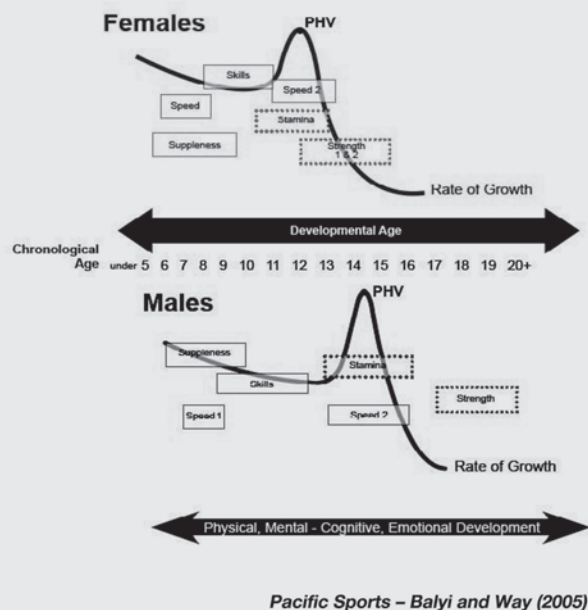 Females
PHV
Skills
Speed
Speed 2
Stamina
Suppleness
Strength
1 & 2
Rate of Growth
Developmental Age
Chronological
Age under 5 6 7 8 9 10 11 12 13 14 15 16 17 18 19 20+
Males
PHV
Suppleness
Stamina
Skills
Strength
Speed 1
Speed 2
Rate of Growth
Physical, Mental - Cognitive, Emotional Development
Pacific Sports – Balyi and Way (2005)